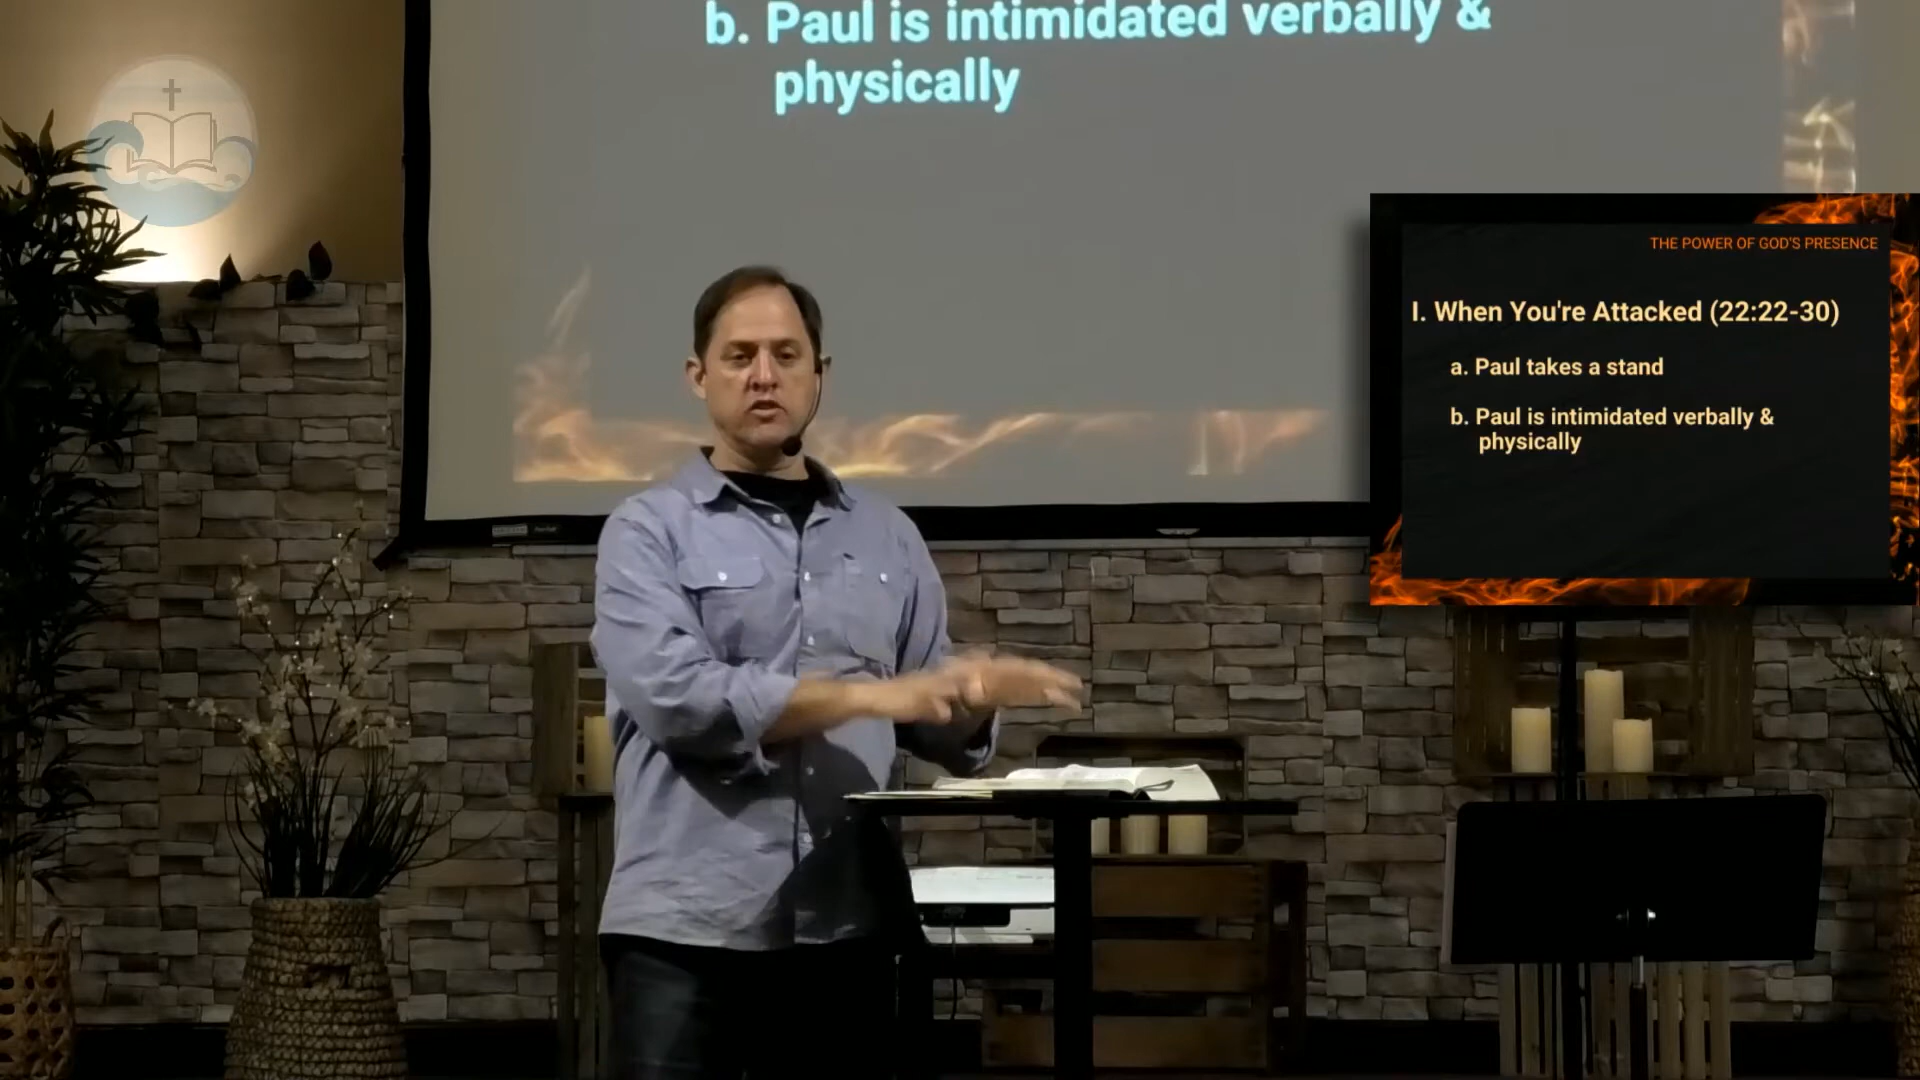 b. Paul is intimidated verbally &
physically
THE POWER OF GOD'S PRESENCE
I. When You're Attacked (22:22-30)
a. Paul takes a stand
b. Paul is intimidated verbally &
physically